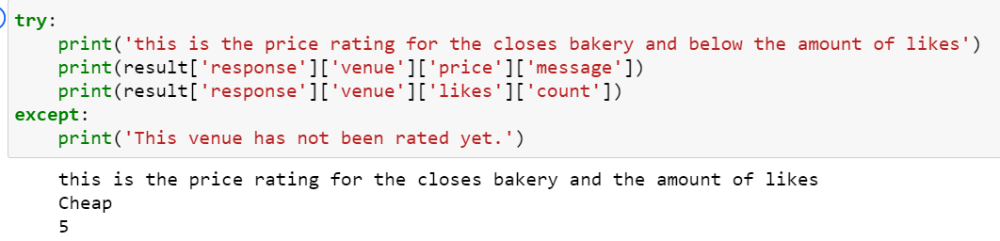 try:
    print('this is the price rating for the closes bakery and below the amount of likes')
    print(result['response']['venue']['price']['message'])
    print(result['response']['venue']['likes']['count'])
except:
    print('This venue has not been rated yet.')
this is the price rating for the closes bakery and the amount of likes
Cheap
5